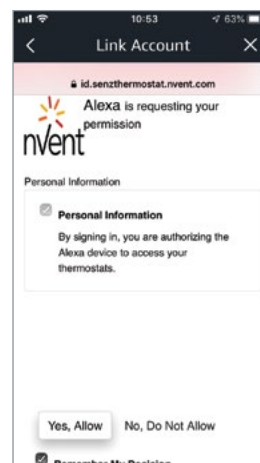 10:53
63%
Link Account
id.senzthermostat.nvent.com
nvent
Alexa is requesting your
permission
Personal Information
Personal Information
By signing in, you are authorizing the
Alexa device to access your
thermostats.
Yes, Allow No, Do Not Allow
Remember My Decision